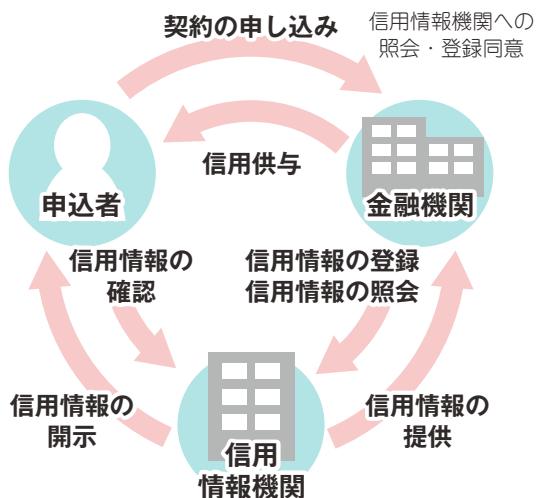 契約の申し込み
信用情報機関への
照会・登録同意
信用供与
申込者
金融機関
信用情報の
確認
信用情報の登録
信用情報の照会
信用情報の
開示
信用情報の
提供
信用
情報機関